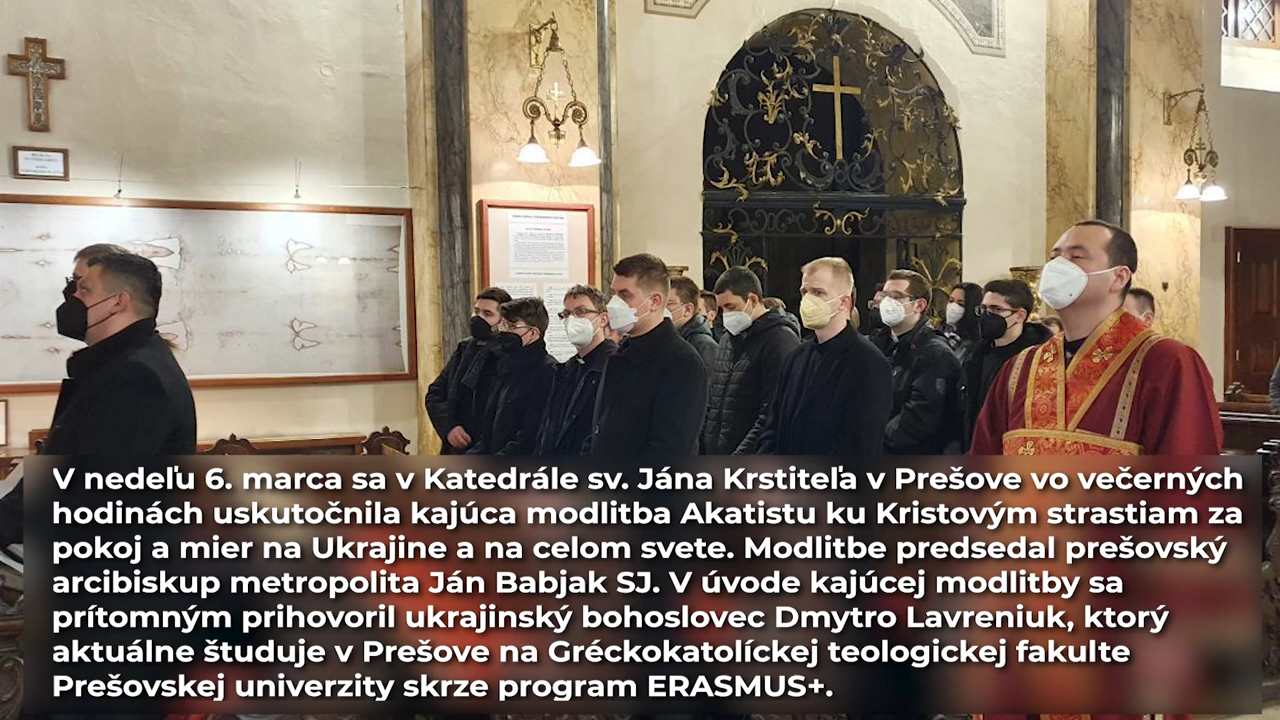 V nedeľu 6. marca sa v Katedrále sv. Jána Krstiteľa v Prešove vo večerných
hodinách uskutočnila kajúca modlitba Akatistu ku Kristovým strastiam za
pokoj a mier na Ukrajine a na celom svete. Modlitbe predsedal prešovský
arcibiskup metropolita Ján Babjak SJ. V úvode kajúcej modlitby sa
prítomným prihovoril ukrajinský bohoslovec Dmytro Lavreniuk, ktorý
aktuálne študuje v Prešove na Gréckokatolíckej teologickej fakulte
Prešovskej univerzity skrze program ERASMUS+.